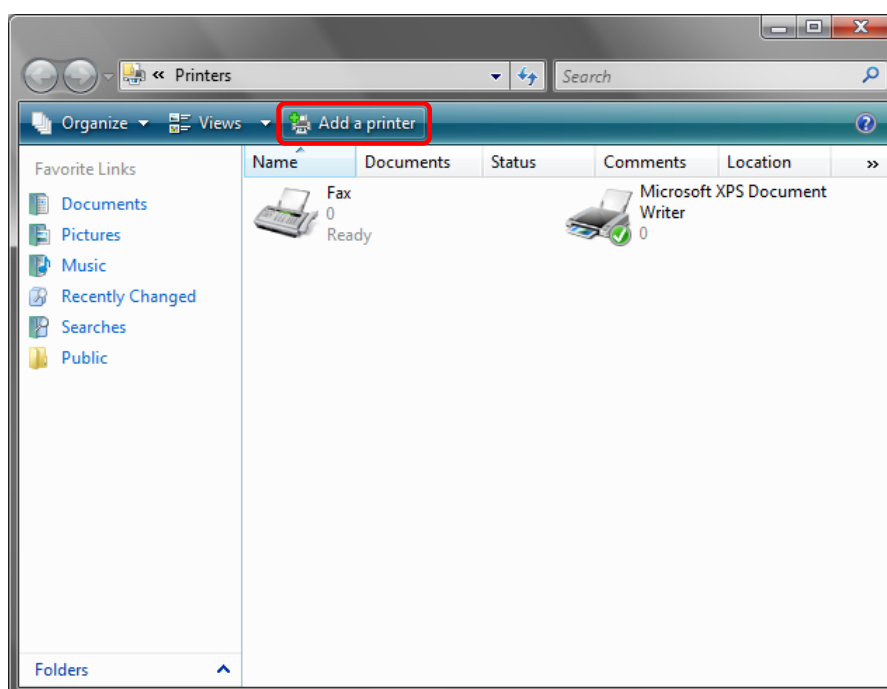 « Printers
Search
Organize Views Add a printer
Favorite Links
Documents
Pictures
Music
Recently Changed
Searches
Public
Folders
Name Documents Status Comments Location »
Fax
0
Ready
Microsoft XPS Document
Writer
0